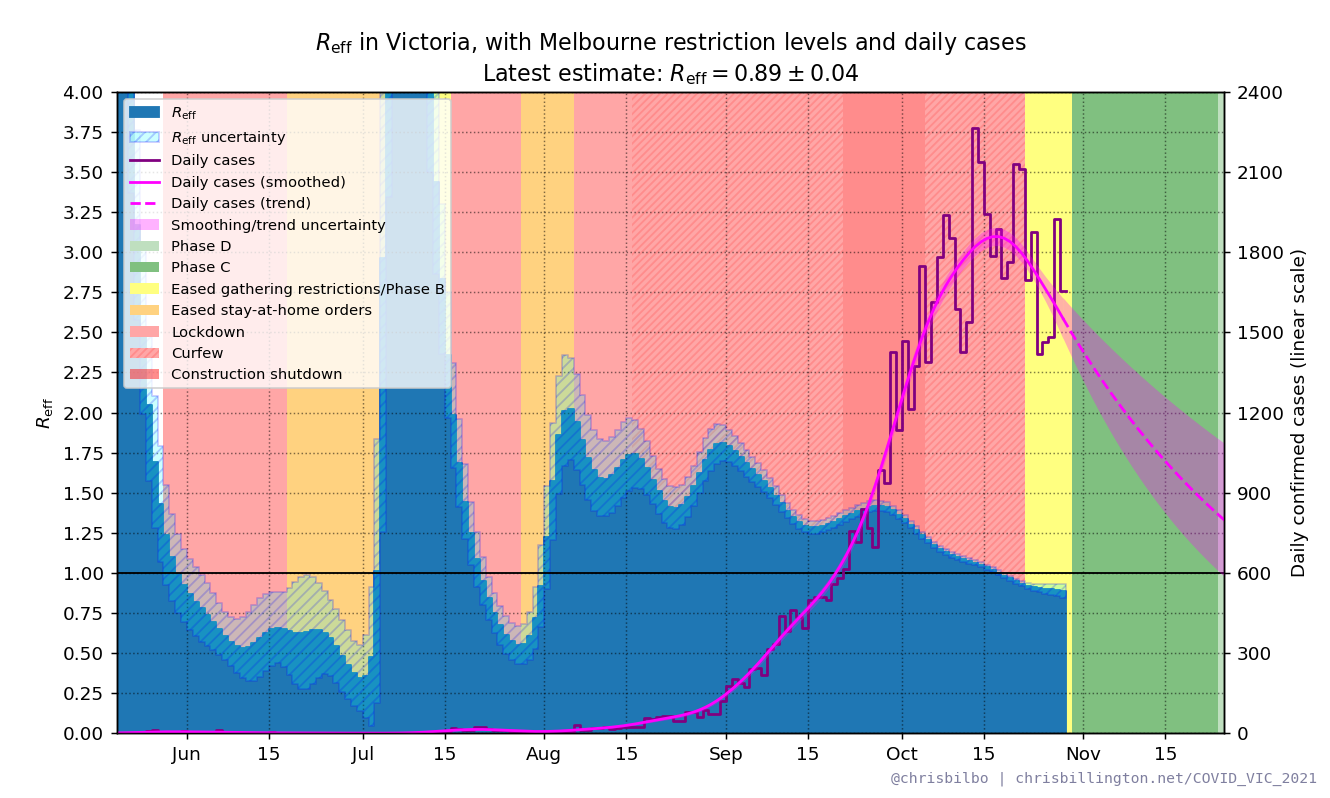 Reff in Victoria, with Melbourne restriction levels and daily cases
Latest estimate: Reff = 0.89 ± 0.04
4.00
3.75
3.50
3.25
3.00
2.75
2.50
2.25
2.00
1.75
1.50
1.25
1.00
0.75
0.50
0.25
0.00
Reff
Reff
Reff uncertainty
Daily cases
Daily cases (smoothed)
Daily cases (trend)
Smoothing/trend uncertainty
Phase D
Phase C
Eased gathering restrictions/Phase B
Eased stay-at-home orders
Lockdown
Curfew
Construction shutdown
2400
2100
1800
1500
1200
900
600
300
0
Daily confirmed cases (linear scale)
Jun 15 Jul 15 Aug 15 Sep 15 Oct 15 Nov 15
@chrisbilbo | chrisbillington.net/COVID_VIC_2021